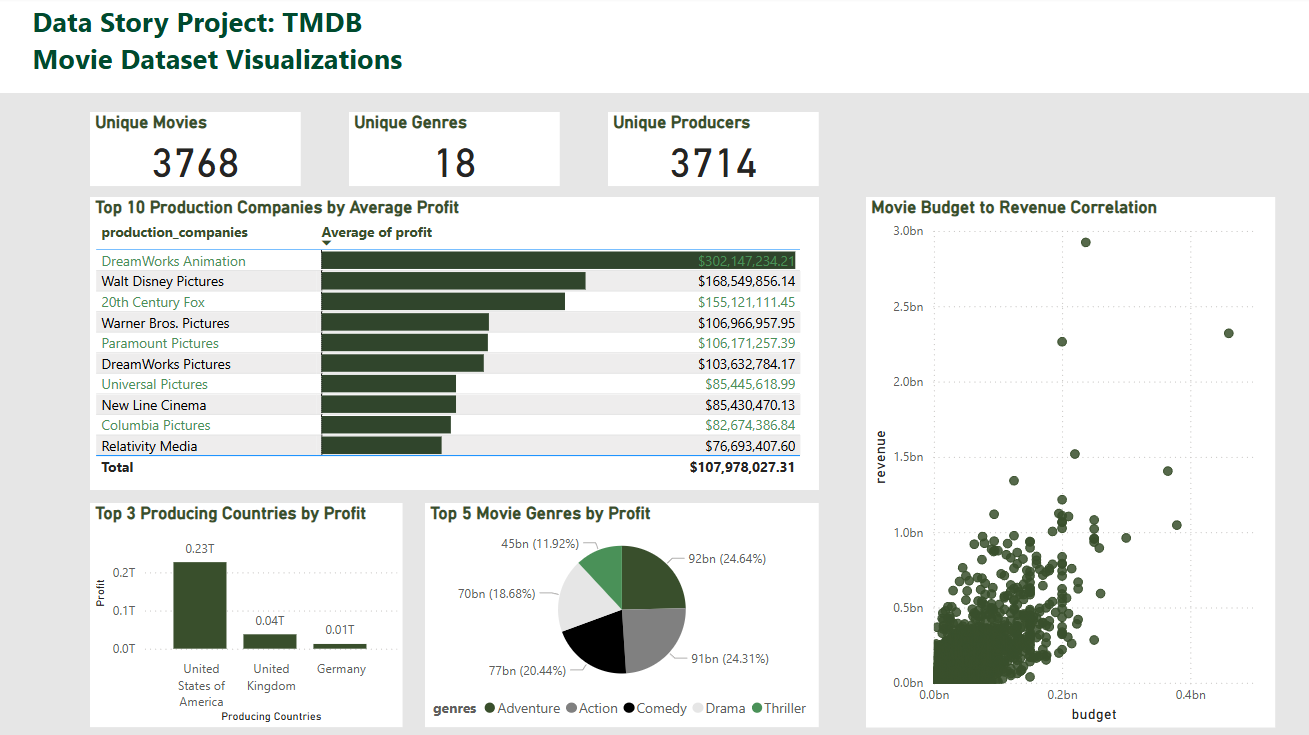 Data Story Project: TMDB
Movie Dataset Visualizations
Unique Movies
3768
Unique Genres
18
Unique Producers
3714
Top 10 Production Companies by Average Profit
production_companies Average of profit
DreamWorks Animation $302,147,234.21
Walt Disney Pictures $168,549,856.14
20th Century Fox $155,121,111.45
Warner Bros. Pictures $106,966,957.95
Paramount Pictures $106,171,257.39
DreamWorks Pictures $103,632,784.17
Universal Pictures $85,445,618.99
New Line Cinema $85,430,470.13
Columbia Pictures $82,674,386.84
Relativity Media $76,693,407.60
Total $107,978,027.31
Movie Budget to Revenue Correlation
3.0bn
2.5bn
2.0bn
1.5bn
1.0bn
0.5bn
0.0bn
revenue
0.0bn 0.2bn 0.4bn
budget
Top 3 Producing Countries by Profit
Profit
0.2T
0.1T
0.0T
0.23T
0.04T
0.01T
United
States of
America
United
Kingdom
Germany
Producing Countries
Top 5 Movie Genres by Profit
45bn (11.92%)
92bn (24.64%)
70bn (18.68%)
91bn (24.31%)
77bn (20.44%)
genres Adventure Action Comedy Drama Thriller